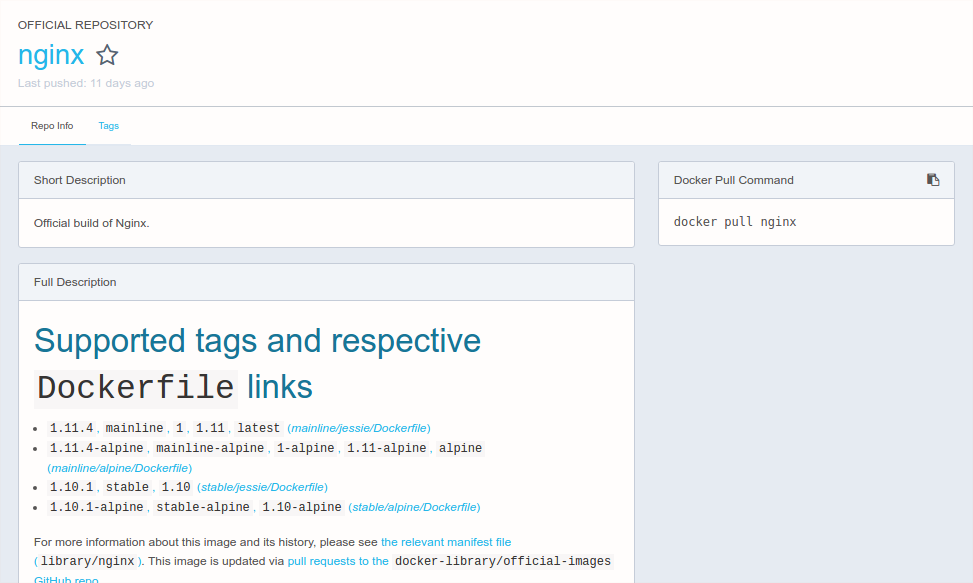 OFFICIAL REPOSITORY
nginx
Last pushed: 11 days ago
Repo Info Tags
Short Description
Official build of Nginx.
Docker Pull Command
docker pull nginx
Full Description
Supported tags and respective
Dockerfile links
1.11.4, mainline, 1, 1.11, latest (mainline/jessie/Dockerfile)
1.11.4-alpine, mainline-alpine, 1-alpine, 1.11-alpine, alpine
(mainline/alpine/Dockerfile)
1.10.1, stable, 1.10 (stable/jessie/Dockerfile)
1.10.1-alpine, stable-alpine, 1.10-alpine (stable/alpine/Dockerfile)
For more information about this image and its history, please see the relevant manifest file
(library/nginx). This image is updated via pull requests to the docker-library/official-images
GitHub repo